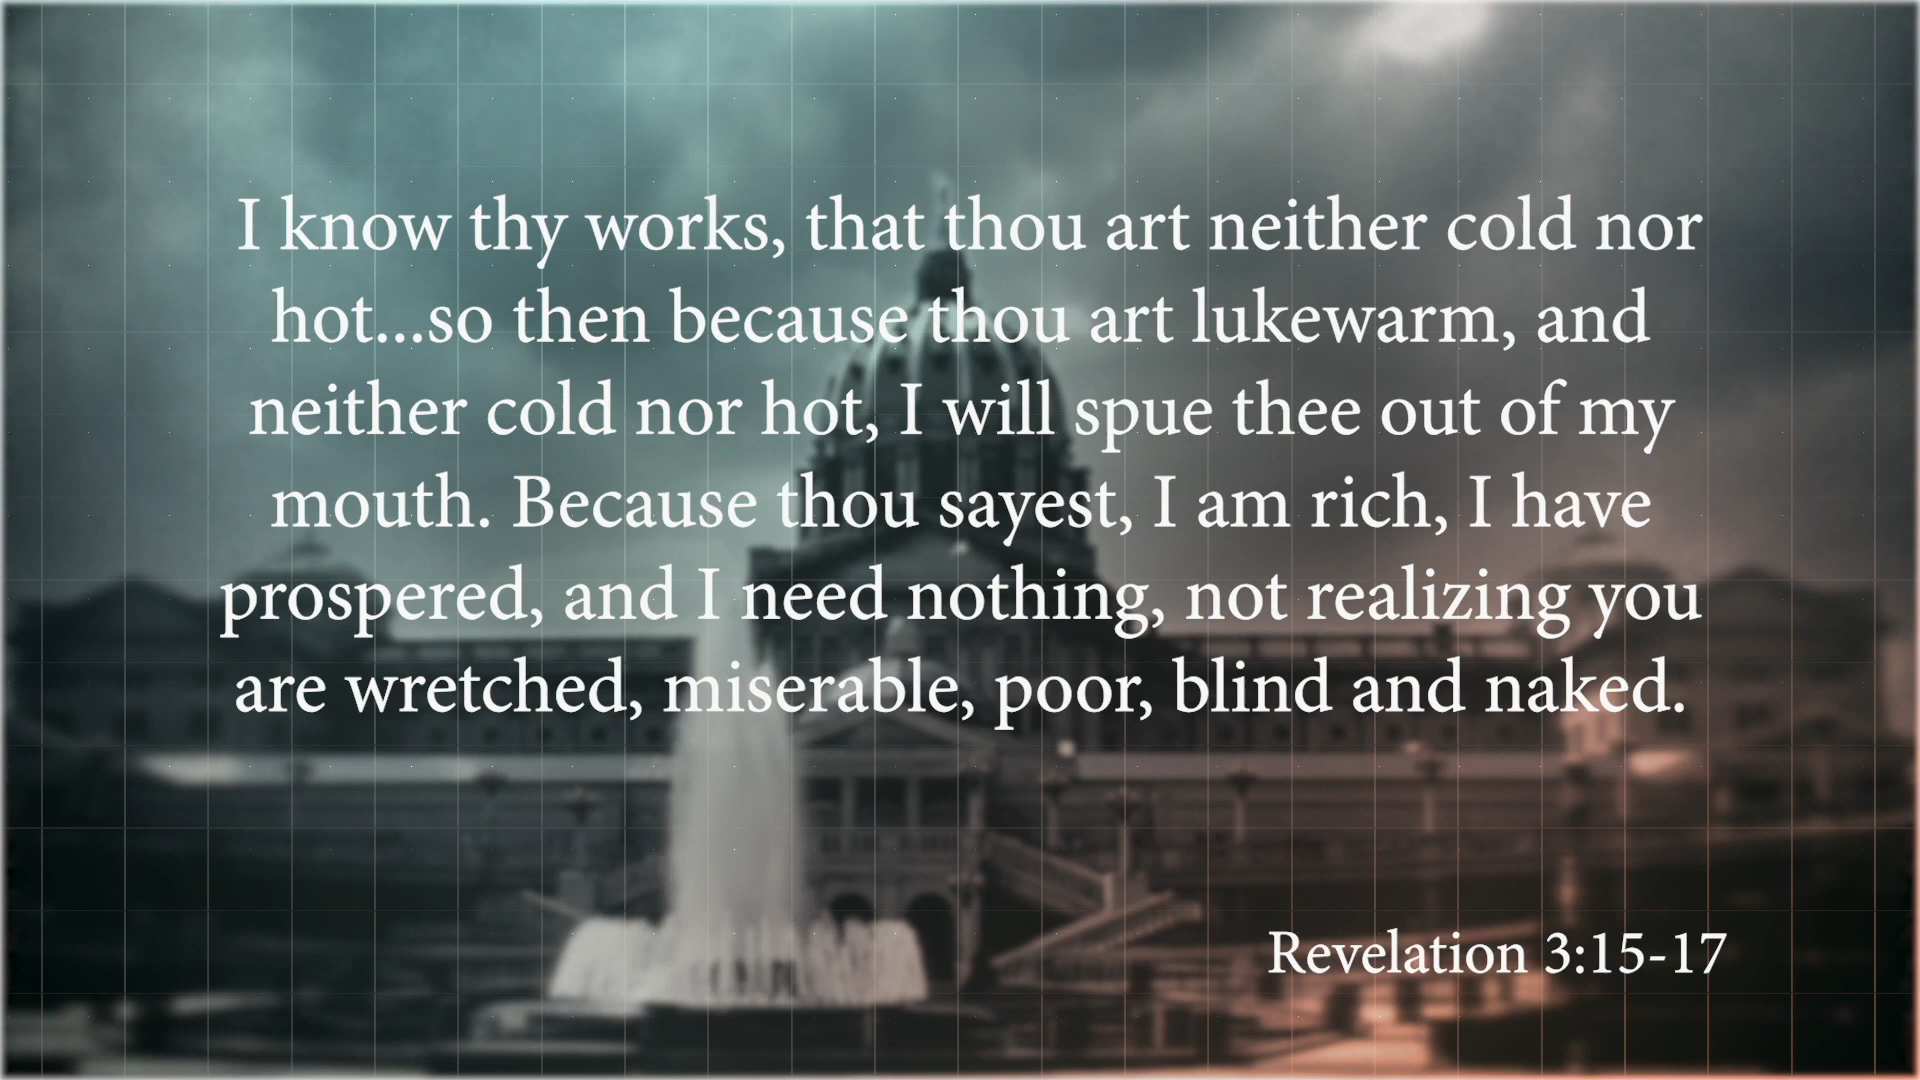 I know thy works, that thou art neither cold nor
hot...so then because thou art lukewarm, and
neither cold nor hot, I will spue thee out of my
mouth. Because thou sayest, I am rich, I have
prospered, and I need nothing, not realizing you
are wretched, miserable, poor, blind and naked.
Revelation 3:15-17